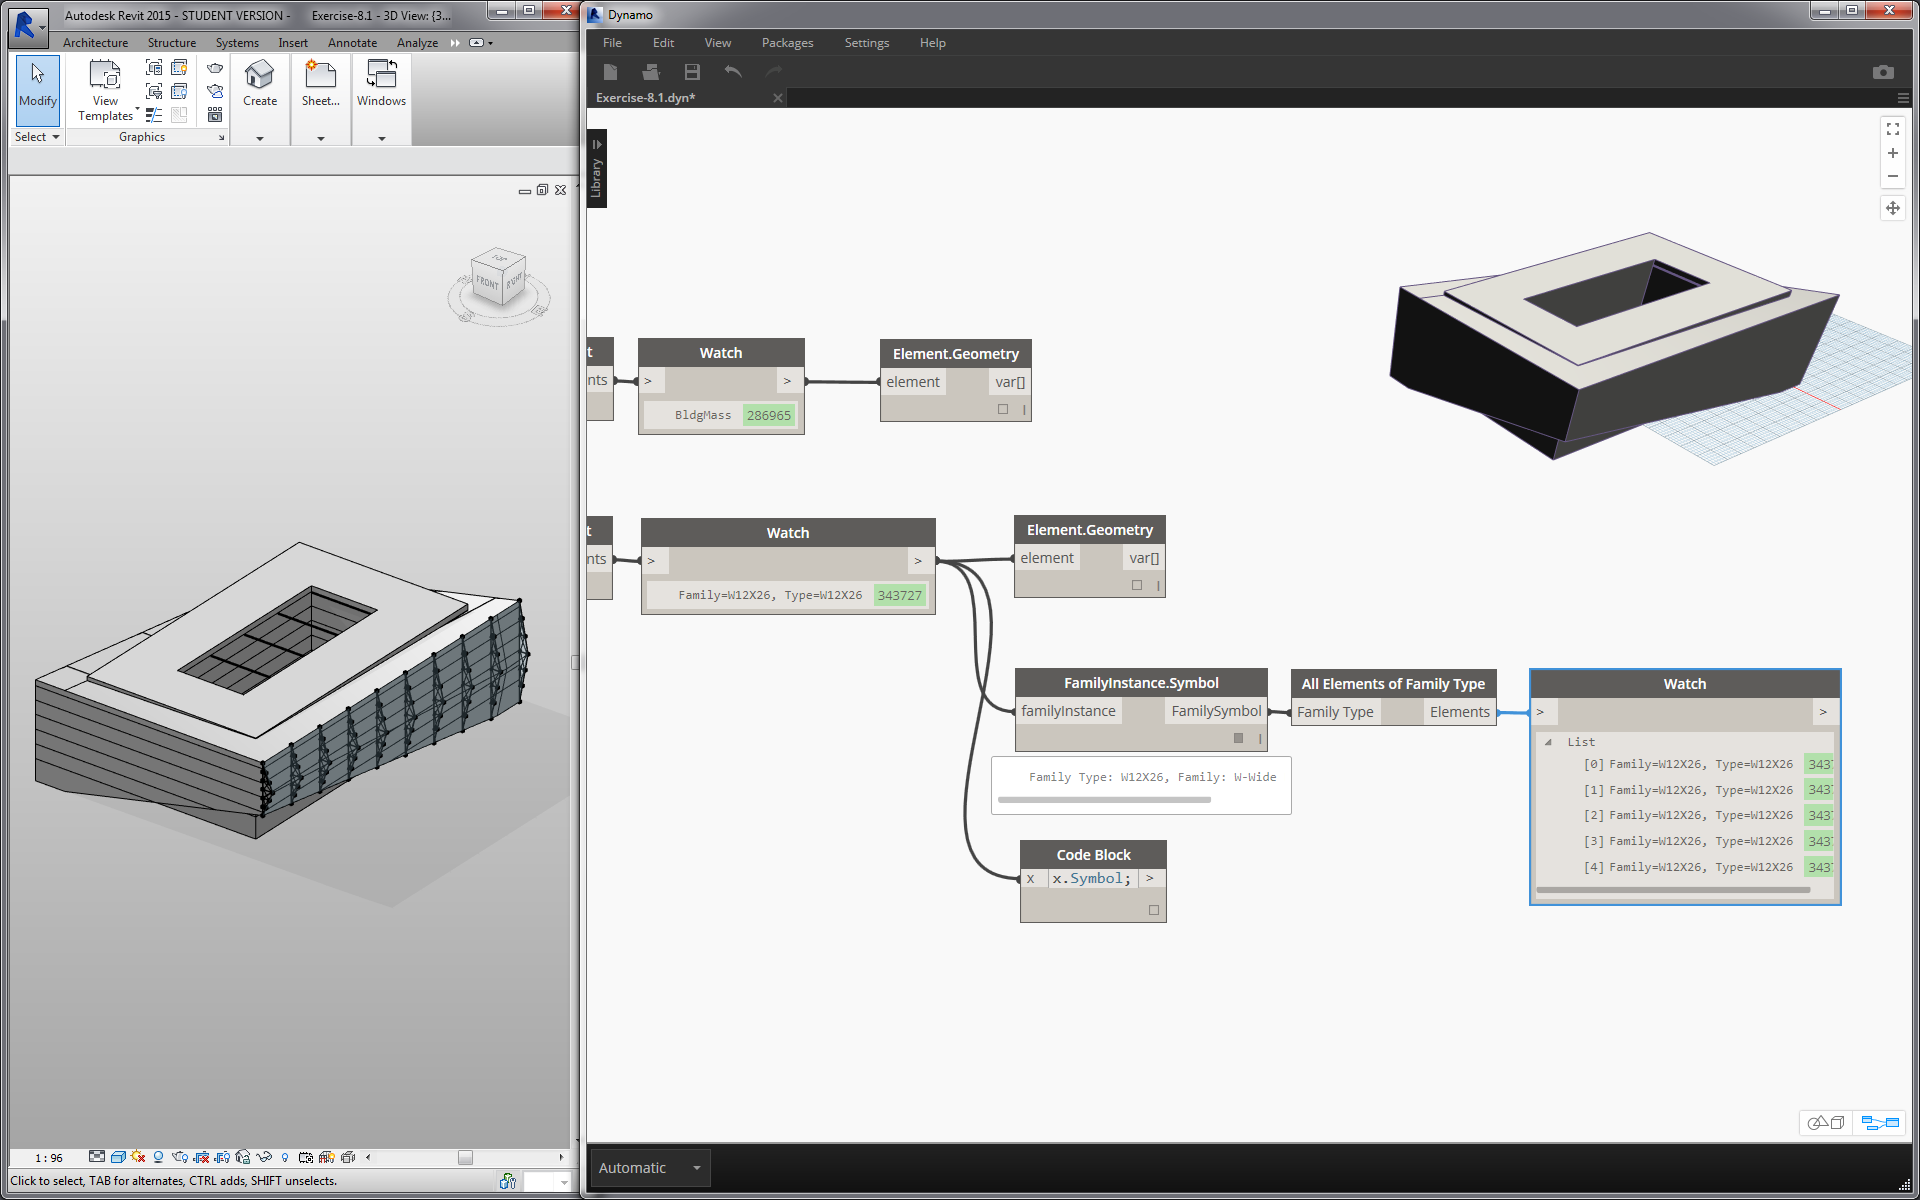 Autodesk Revit 2015 - STUDENT VERSION - Exercise-8.1 - 3D View: {3...
Architecture Structure Systems Insert Annotate Analyze
Modify
View
Templates
Create
Sheet...
Windows
Select
Graphics
TOP
FRONT
RIGHT
1 : 96
Click to select, TAB for alternates, CTRL adds, SHIFT unselects.
Dynamo
File Edit View Packages Settings Help
Exercise-8.1.dyn*
Library
t
nts
Watch
> >
BldgMass 286965
Element.Geometry
element var[]
t
nts
Watch
> >
Family=W12X26, Type=W12X26 343727
Element.Geometry
element var[]
FamilyInstance.Symbol
familyInstance FamilySymbol
Family Type: W12X26, Family: W-Wide
All Elements of Family Type
Family Type Elements
Watch
> >
List
[0] Family=W12X26, Type=W12X26 3437
[1] Family=W12X26, Type=W12X26 3437
[2] Family=W12X26, Type=W12X26 3437
[3] Family=W12X26, Type=W12X26 3437
[4] Family=W12X26, Type=W12X26 3437
Code Block
x x.Symbol; >
Automatic